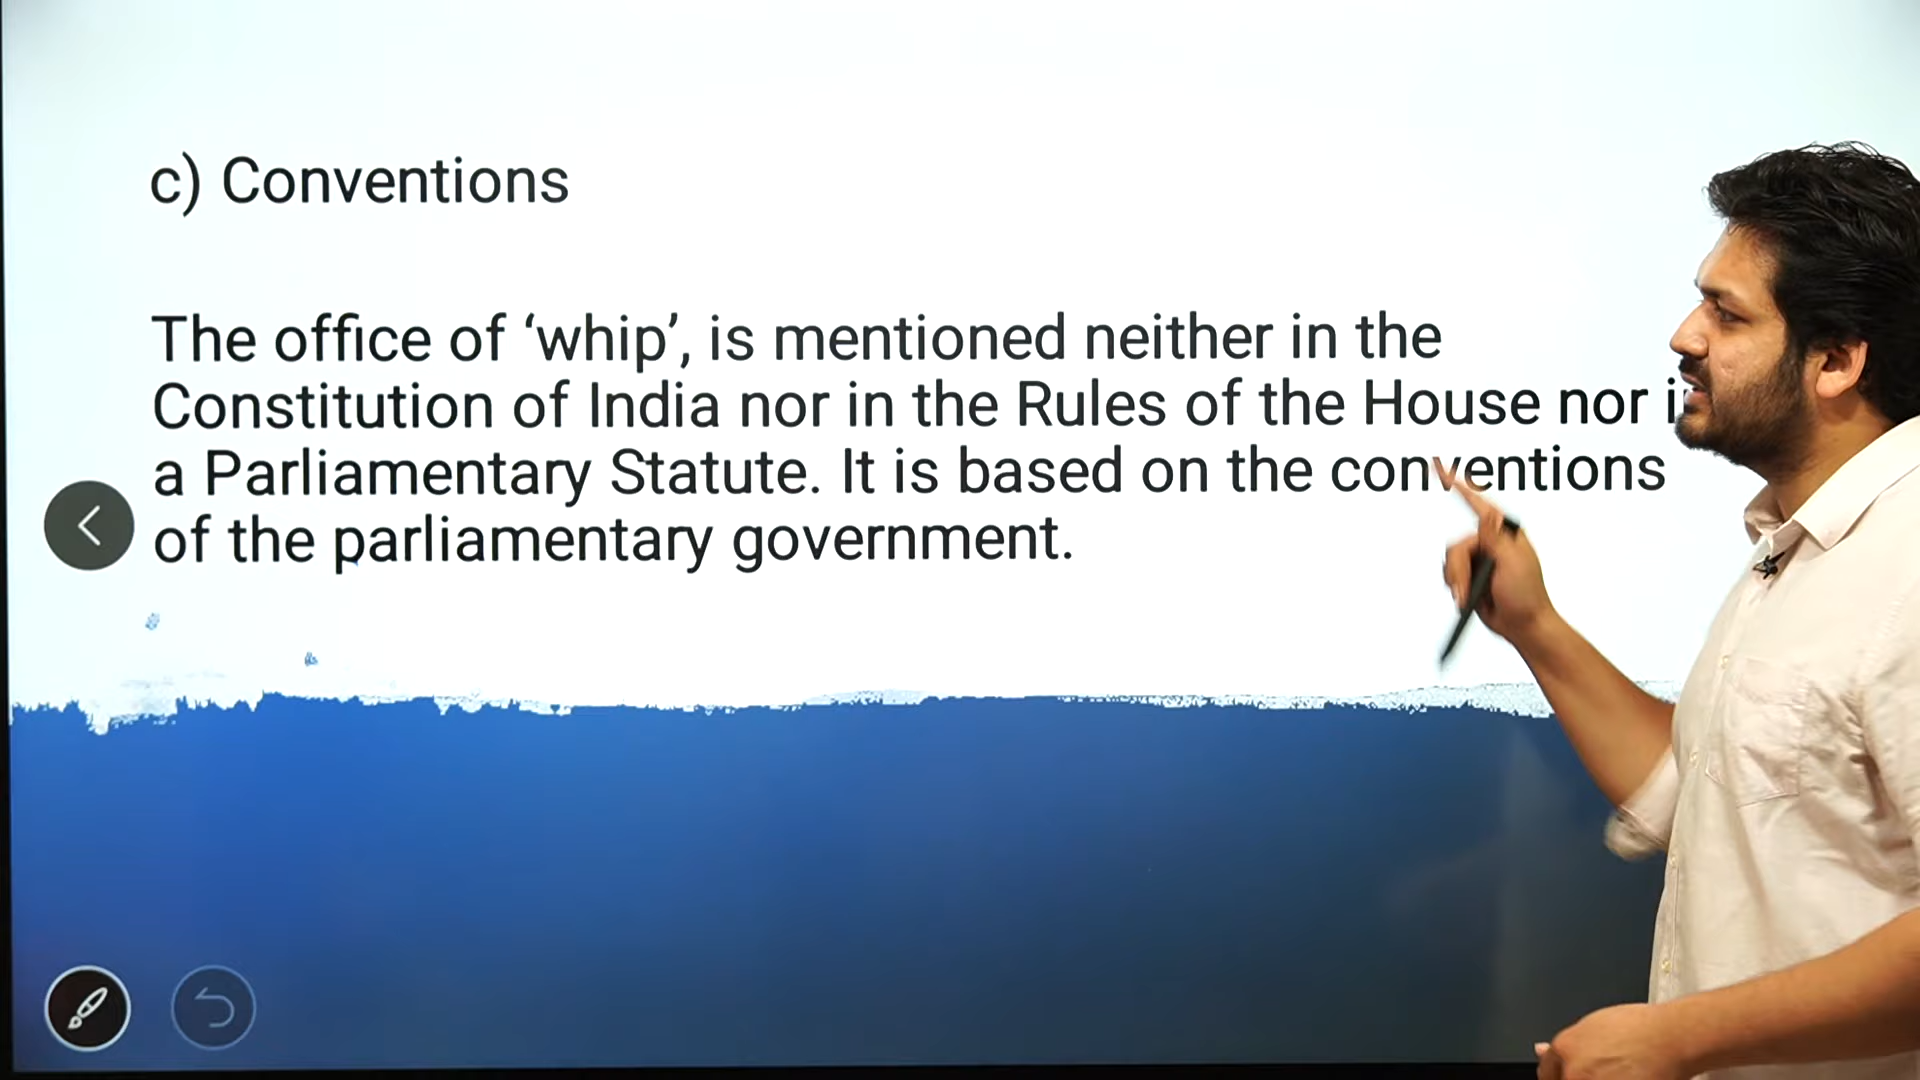 c) Conventions
The office of ‘whip’, is mentioned neither in the
Constitution of India nor in the Rules of the House nor
a Parliamentary Statute. It is based on the conventions
of the parliamentary government.